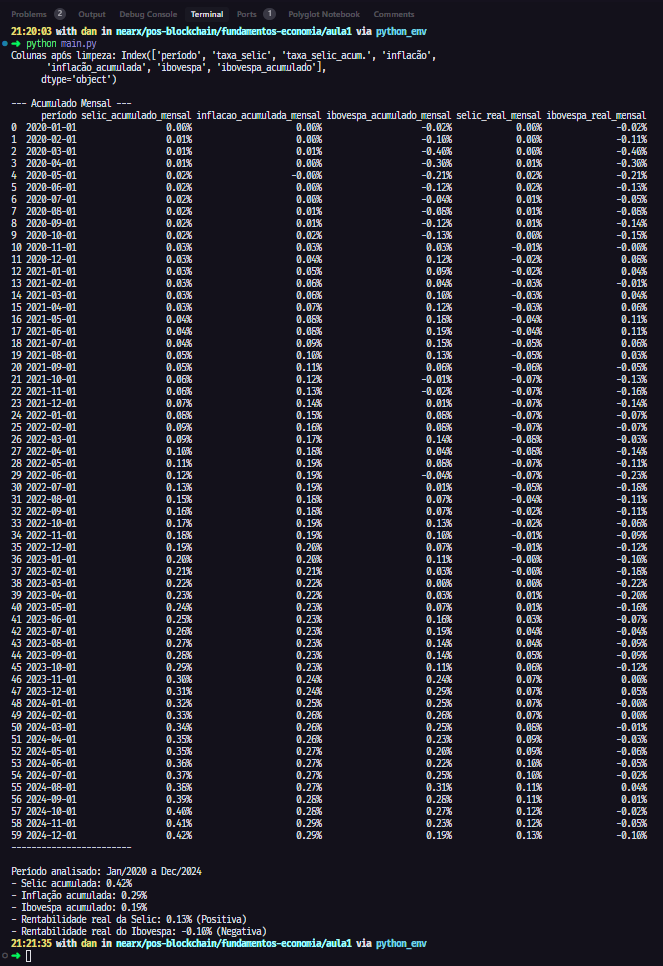 Problems 2 Output Debug Console Terminal Ports 1 Polyglot Notebook Comments
21:20:03 with dan in nearx/pos-blockchain/fundamentos-economia/aula1 via python_env
➜ python main.py
Colunas após limpeza: Index(['periodo', 'taxa_selic', 'taxa_selic_acum.', 'inflacão',
'inflacão_acumulada', 'ibovespa', 'ibovespa_acumulado'],
dtype='object')
--- Acumulado Mensal ---
periodo selic_acumulado_mensal inflacao_acumulada_mensal ibovespa_acumulado_mensal selic_real_mensal ibovespa_real_mensal
0 2020-01-01 0.00% 0.00% -0.02% 0.00% -0.02%
1 2020-02-01 0.01% 0.00% -0.10% 0.00% -0.11%
2 2020-03-01 0.01% 0.01% -0.40% 0.00% -0.40%
3 2020-04-01 0.01% 0.00% -0.30% 0.01% -0.30%
4 2020-05-01 0.02% -0.00% -0.21% 0.02% -0.21%
5 2020-06-01 0.02% 0.00% -0.12% 0.02% -0.13%
6 2020-07-01 0.02% 0.00% -0.04% 0.01% -0.05%
7 2020-08-01 0.02% 0.01% -0.08% 0.01% -0.08%
8 2020-09-01 0.02% 0.01% -0.12% 0.01% -0.14%
9 2020-10-01 0.02% 0.02% -0.13% 0.00% -0.15%
10 2020-11-01 0.03% 0.03% 0.03% -0.01% -0.00%
11 2020-12-01 0.03% 0.04% 0.12% -0.02% 0.08%
12 2021-01-01 0.03% 0.05% 0.09% -0.02% 0.04%
13 2021-02-01 0.03% 0.06% 0.04% -0.03% -0.01%
14 2021-03-01 0.03% 0.06% 0.10% -0.03% 0.04%
15 2021-04-01 0.03% 0.07% 0.12% -0.03% 0.06%
16 2021-05-01 0.04% 0.08% 0.18% -0.04% 0.11%
17 2021-06-01 0.04% 0.08% 0.19% -0.04% 0.11%
18 2021-07-01 0.04% 0.09% 0.15% -0.05% 0.06%
19 2021-08-01 0.05% 0.10% 0.13% -0.05% 0.03%
20 2021-09-01 0.05% 0.11% 0.06% -0.06% -0.05%
21 2021-10-01 0.06% 0.12% -0.01% -0.07% -0.13%
22 2021-11-01 0.06% 0.13% -0.02% -0.07% -0.16%
23 2021-12-01 0.07% 0.14% 0.01% -0.07% -0.14%
24 2022-01-01 0.08% 0.15% 0.08% -0.07% -0.07%
25 2022-02-01 0.09% 0.16% 0.08% -0.07% -0.07%
26 2022-03-01 0.09% 0.17% 0.14% -0.08% -0.03%
27 2022-04-01 0.10% 0.18% 0.04% -0.08% -0.14%
28 2022-05-01 0.11% 0.19% 0.08% -0.07% -0.11%
29 2022-06-01 0.12% 0.19% -0.04% -0.07% -0.23%
30 2022-07-01 0.13% 0.19% 0.01% -0.05% -0.18%
31 2022-08-01 0.15% 0.18% 0.07% -0.04% -0.11%
32 2022-09-01 0.16% 0.18% 0.07% -0.02% -0.11%
33 2022-10-01 0.17% 0.19% 0.13% -0.02% -0.06%
34 2022-11-01 0.18% 0.19% 0.10% -0.01% -0.09%
35 2022-12-01 0.19% 0.20% 0.07% -0.01% -0.12%
36 2023-01-01 0.20% 0.20% 0.11% -0.00% -0.10%
37 2023-02-01 0.21% 0.21% 0.03% -0.00% -0.18%
38 2023-03-01 0.22% 0.22% 0.00% 0.00% -0.22%
39 2023-04-01 0.23% 0.22% 0.03% 0.01% -0.20%
40 2023-05-01 0.24% 0.23% 0.07% 0.01% -0.16%
41 2023-06-01 0.25% 0.23% 0.16% 0.03% -0.07%
42 2023-07-01 0.26% 0.23% 0.19% 0.04% -0.04%
43 2023-08-01 0.27% 0.23% 0.14% 0.04% -0.09%
44 2023-09-01 0.28% 0.23% 0.14% 0.05% -0.09%
45 2023-10-01 0.29% 0.23% 0.11% 0.06% -0.12%
46 2023-11-01 0.30% 0.24% 0.24% 0.07% 0.00%
47 2023-12-01 0.31% 0.24% 0.29% 0.07% 0.05%
48 2024-01-01 0.32% 0.25% 0.25% 0.07% -0.00%
49 2024-02-01 0.33% 0.26% 0.26% 0.07% 0.00%
50 2024-03-01 0.34% 0.26% 0.25% 0.08% -0.01%
51 2024-04-01 0.35% 0.26% 0.23% 0.09% -0.03%
52 2024-05-01 0.35% 0.27% 0.20% 0.09% -0.06%
53 2024-06-01 0.36% 0.27% 0.22% 0.10% -0.05%
54 2024-07-01 0.37% 0.27% 0.25% 0.10% -0.02%
55 2024-08-01 0.38% 0.27% 0.31% 0.11% 0.04%
56 2024-09-01 0.39% 0.28% 0.28% 0.11% 0.01%
57 2024-10-01 0.40% 0.28% 0.27% 0.12% -0.02%
58 2024-11-01 0.41% 0.29% 0.23% 0.12% -0.05%
59 2024-12-01 0.42% 0.29% 0.19% 0.13% -0.10%
------------------------
Período analisado: Jan/2020 a Dec/2024
- Selic acumulada: 0.42%
- Inflação acumulada: 0.29%
- Ibovespa acumulado: 0.19%
- Rentabilidade real da Selic: 0.13% (Positiva)
- Rentabilidade real do Ibovespa: -0.10% (Negativa)
21:21:35 with dan in nearx/pos-blockchain/fundamentos-economia/aula1 via python_env
➜